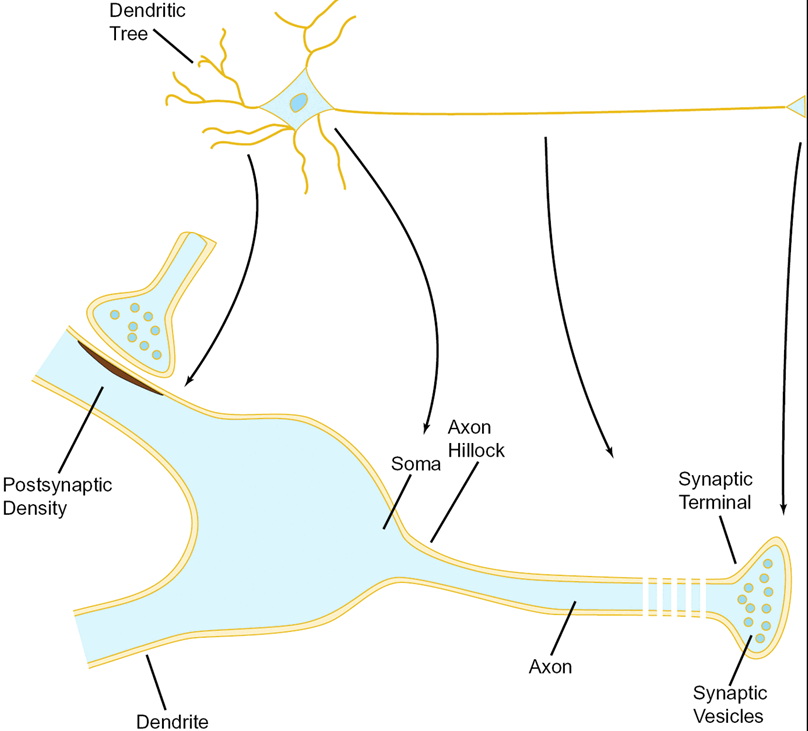 Dendritic
Tree
Axon
Hillock
Soma
Postsynaptic
Density
Synaptic
Terminal
Axon
Synaptic
Vesicles
Dendrite